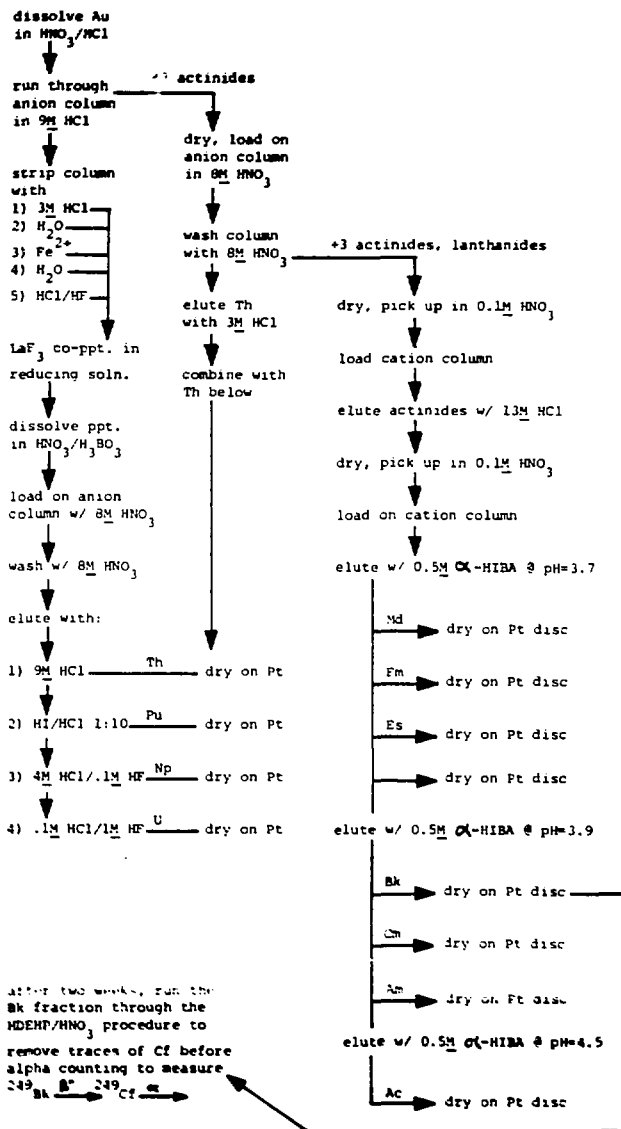 dissolve Au
in HNO3/HCl
run through
anion column
in 9M HCl
+3 actinides
strip column
with
1) 3M HCl
2) H2O
3) Fe2+
4) H2O
5) HCl/HF
LaF3 co-ppt. in
reducing soln.
dissolve ppt.
in HNO3/H3BO3
load on anion
column w/ 8M HNO3
wash w/ 8M HNO3
elute with:
1) 9M HCl Th dry on Pt
2) HI/HCl 1:10 Pu dry on Pt
3) 4M HCl/.1M HF Np dry on Pt
4) .1M HCl/1M HF U dry on Pt
dry, load on
anion column
in 8M HNO3
wash column
with 8M HNO3
+3 actinides, lanthanides
elute Th
with 3M HCl
combine with
Th below
dry, pick up in 0.1M HNO3
load cation column
elute actinides w/ 13M HCl
dry, pick up in 0.1M HNO3
load on cation column
elute w/ 0.5M α-HIBA @ pH=3.7
Md dry on Pt disc
Fm dry on Pt disc
Es dry on Pt disc
dry on Pt disc
elute w/ 0.5M α-HIBA @ pH=3.9
Bk dry on Pt disc
Cm dry on Pt disc
Am dry on Pt disc
elute w/ 0.5M α-HIBA @ pH=4.5
Ac dry on Pt disc
after two weeks, run the
Bk fraction through the
HDEHP/HNO3 procedure to
remove traces of Cf before
alpha counting to measure
249Bk β- 249Cf α